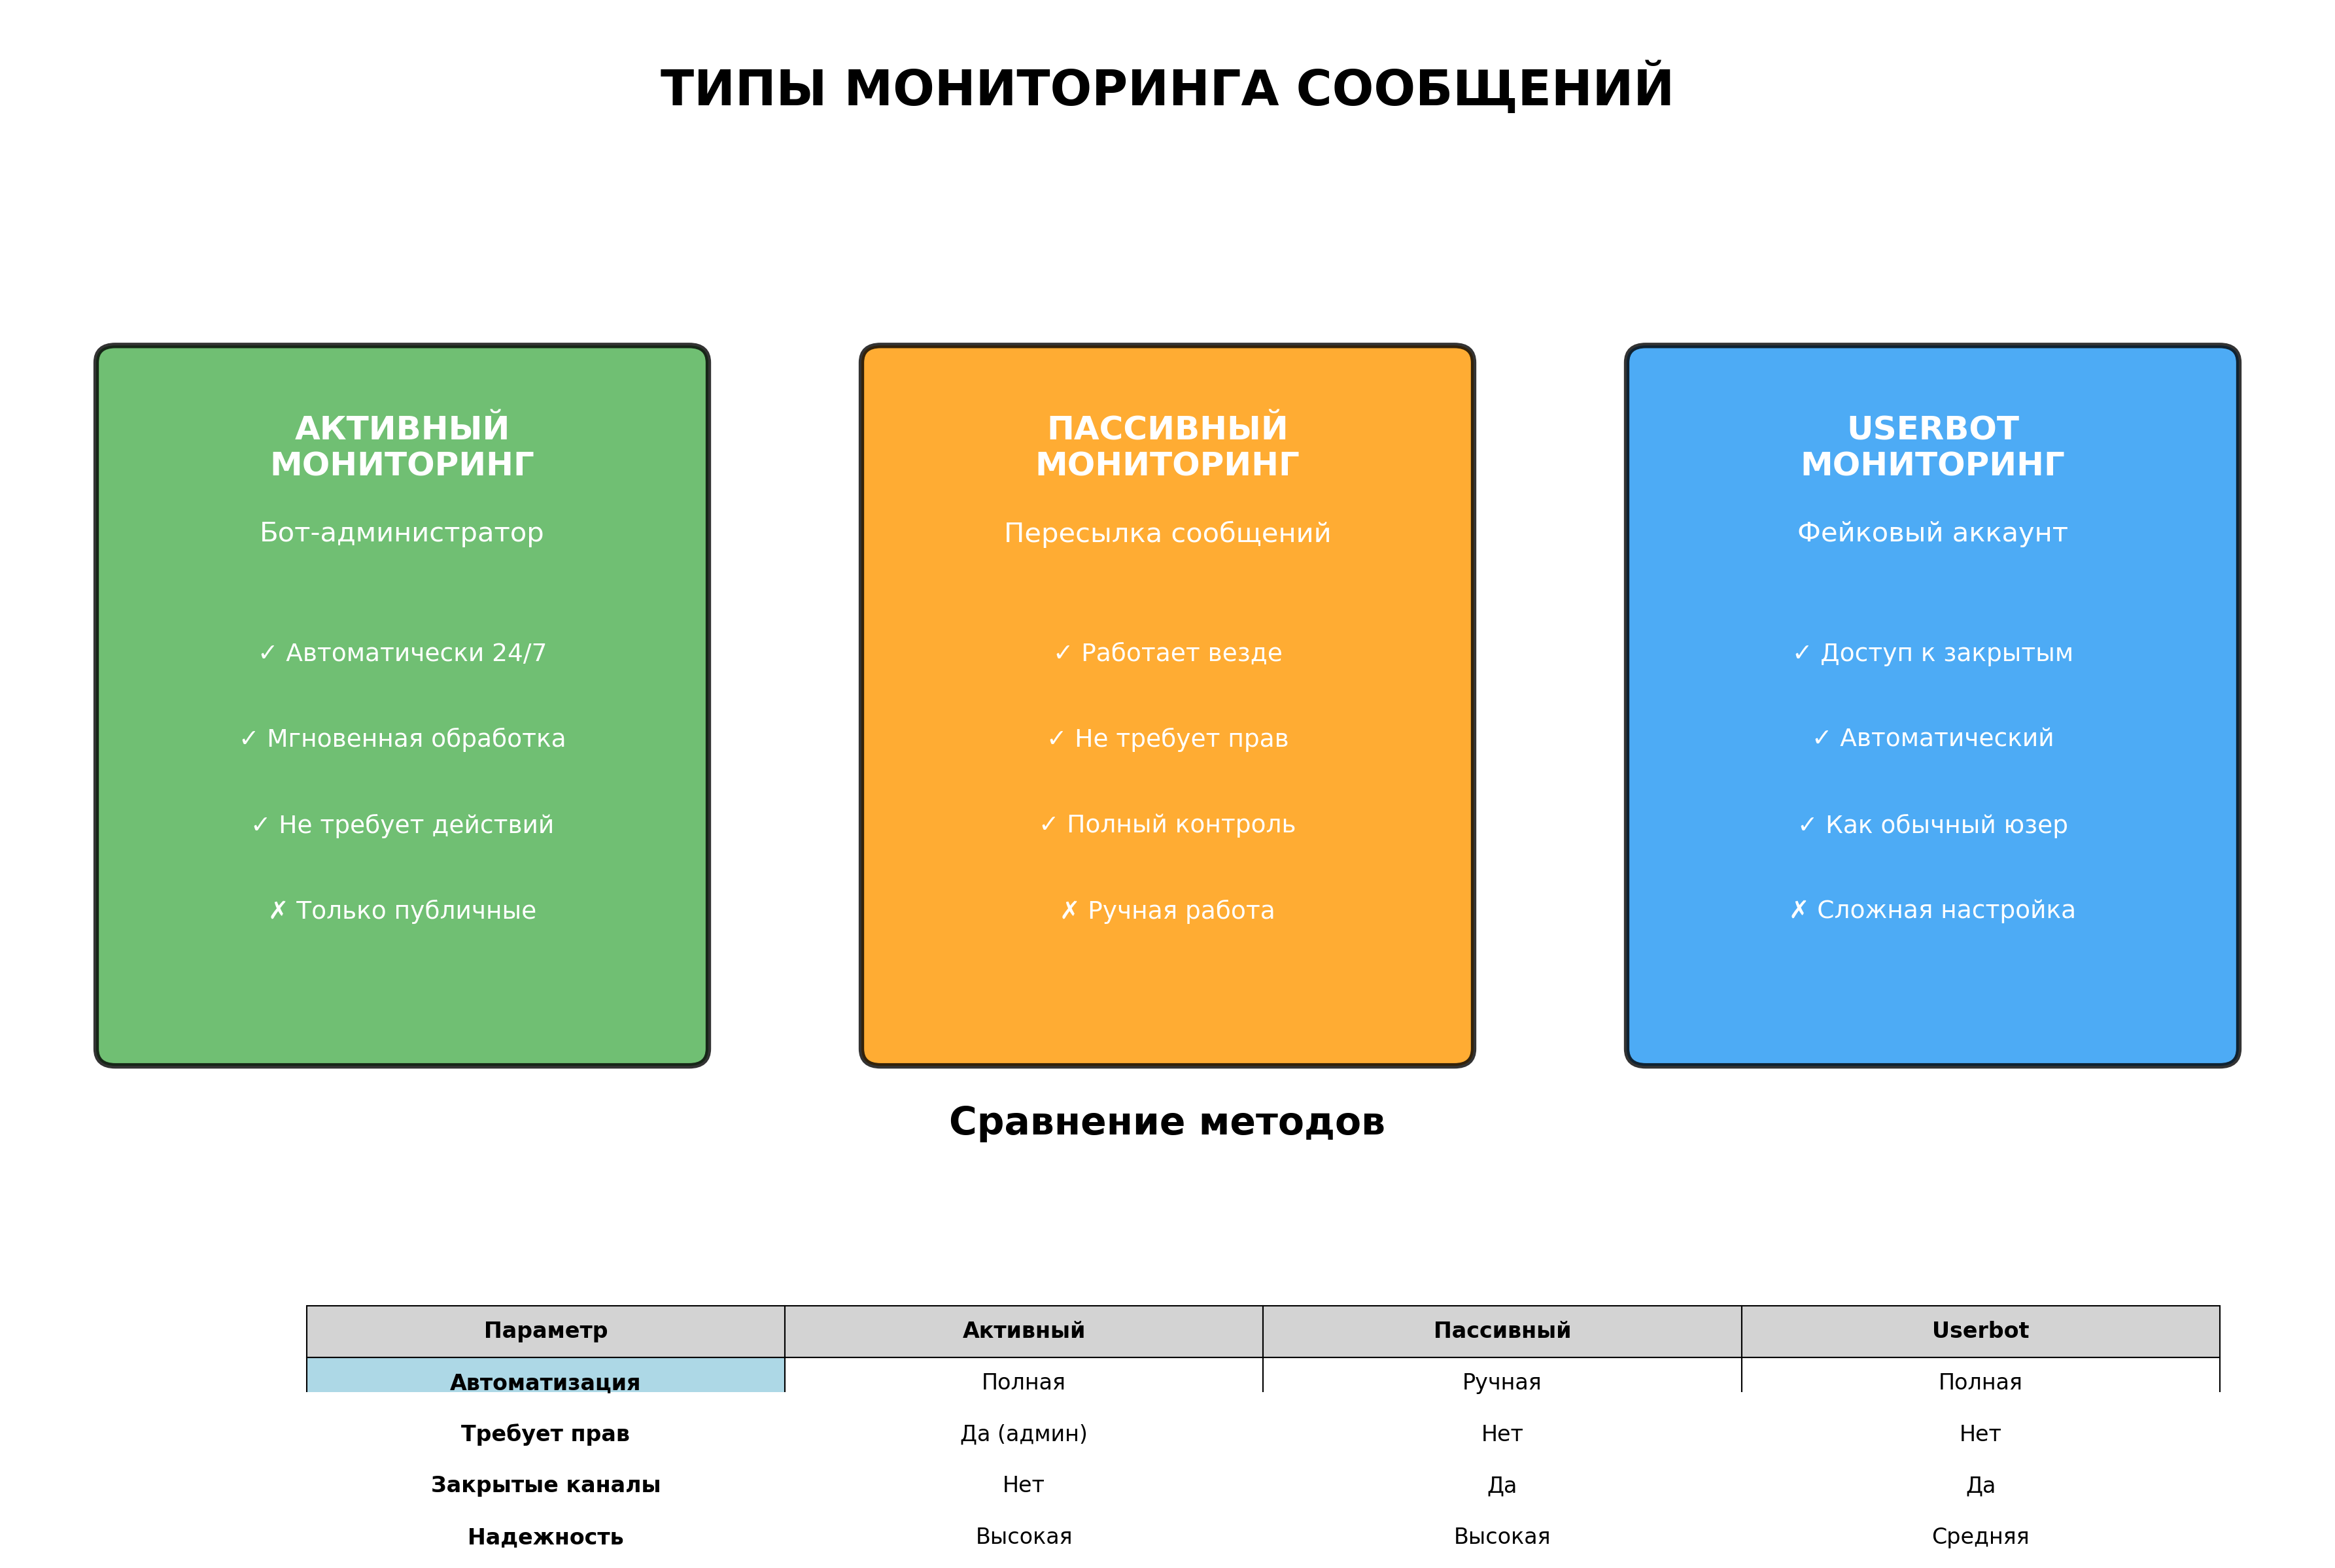 ТИПЫ МОНИТОРИНГА СООБЩЕНИЙ
АКТИВНЫЙ
МОНИТОРИНГ
Бот-администратор
✓ Автоматически 24/7
✓ Мгновенная обработка
✓ Не требует действий
✗ Только публичные
ПАССИВНЫЙ
МОНИТОРИНГ
Пересылка сообщений
✓ Работает везде
✓ Не требует прав
✓ Полный контроль
✗ Ручная работа
USERBOT
МОНИТОРИНГ
Фейковый аккаунт
✓ Доступ к закрытым
✓ Автоматический
✓ Как обычный юзер
✗ Сложная настройка
Сравнение методов
Параметр Активный Пассивный Userbot
Автоматизация Полная Ручная Полная
Требует прав Да (админ) Нет Нет
Закрытые каналы Нет Да Да
Надежность Высокая Высокая Средняя